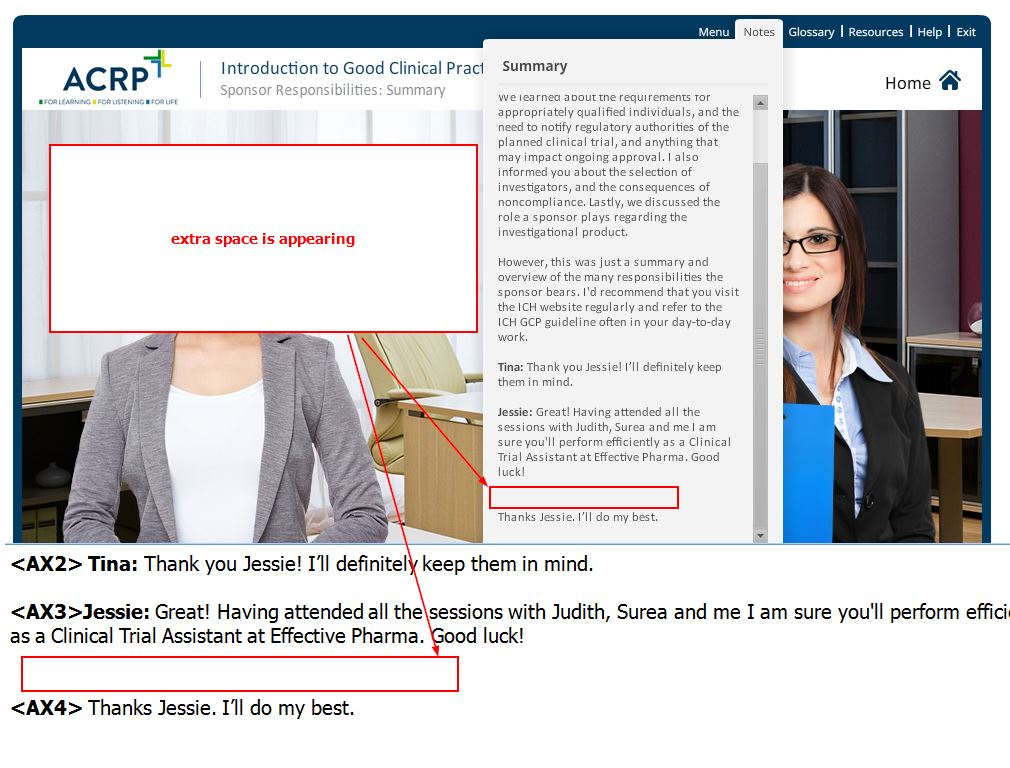 Menu Notes Glossary Resources Help Exit
ACRP
FOR LEARNING FOR LISTENING FOR LIFE
Introduction to Good Clinical Pract
Sponsor Responsibilities: Summary
Home
Summary
We learned about the requirements for
appropriately qualified individuals, and the
need to notify regulatory authorities of the
planned clinical trial, and anything that
may impact ongoing approval. I also
informed you about the selection of
investigators, and the consequences of
noncompliance. Lastly, we discussed the
role a sponsor plays regarding the
investigational product.
However, this was just a summary and
overview of the many responsibilities the
sponsor bears. I'd recommend that you visit
the ICH website regularly and refer to the
ICH GCP guideline often in your day-to-day
work.
Tina: Thank you Jessie! I’ll definitely keep
them in mind.
Jessie: Great! Having attended all the
sessions with Judith, Surea and me I am
sure you'll perform efficiently as a Clinical
Trial Assistant at Effective Pharma. Good
luck!
Thanks Jessie. I’ll do my best.
extra space is appearing
<AX2> Tina: Thank you Jessie! I’ll definitely keep them in mind.
<AX3>Jessie: Great! Having attended all the sessions with Judith, Surea and me I am sure you'll perform effici
as a Clinical Trial Assistant at Effective Pharma. Good luck!
<AX4> Thanks Jessie. I’ll do my best.